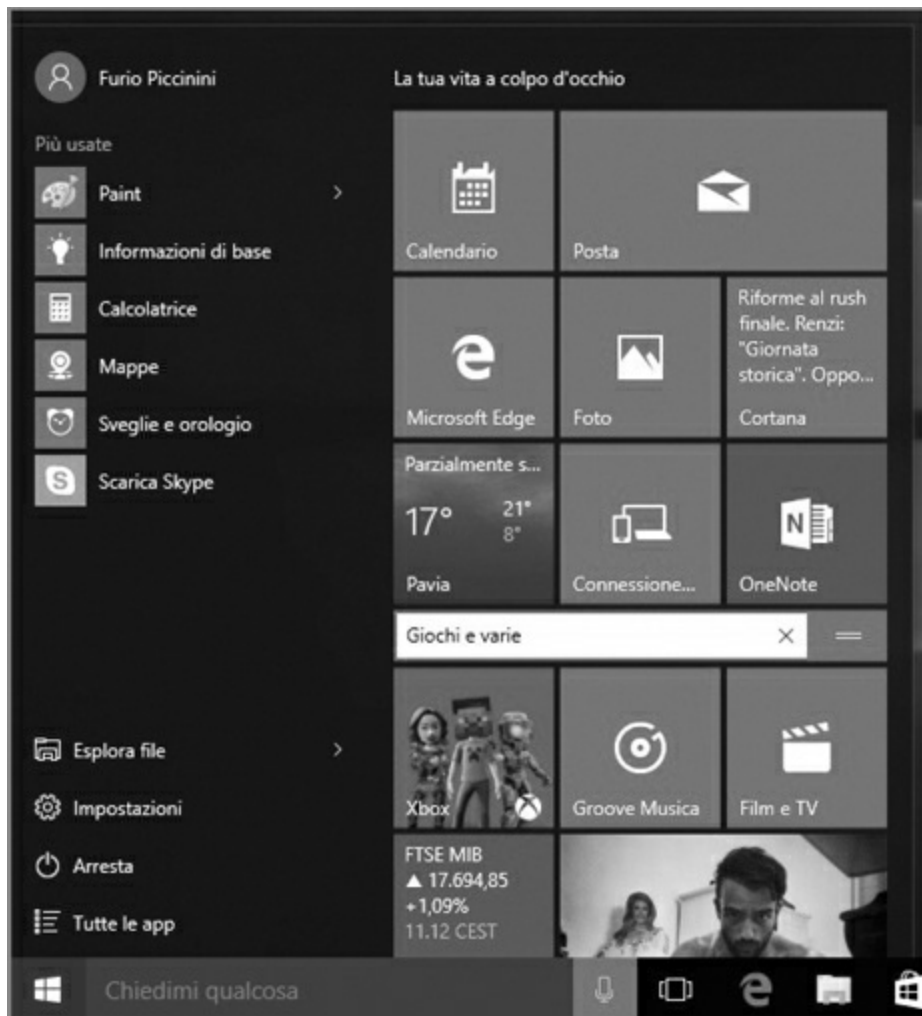 Furio Piccinini
Più usate
Paint
Informazioni di base
Calcolatrice
Mappe
Sveglie e orologio
Scarica Skype
Esplora file
Impostazioni
Arresta
Tutte le app
La tua vita a colpo d'occhio
Calendario
Posta
Microsoft Edge
Foto
Riforme al rush
finale. Renzi:
"Giornata
storica". Oppo...
Cortana
Parzialmente s...
17°
21°
8°
Pavia
Connessione...
N
OneNote
Giochi e varie
Xbox
Groove Musica
Film e TV
FTSE MIB
▲ 17.694,85
+1,09%
11.12 CEST
Chiedimi qualcosa